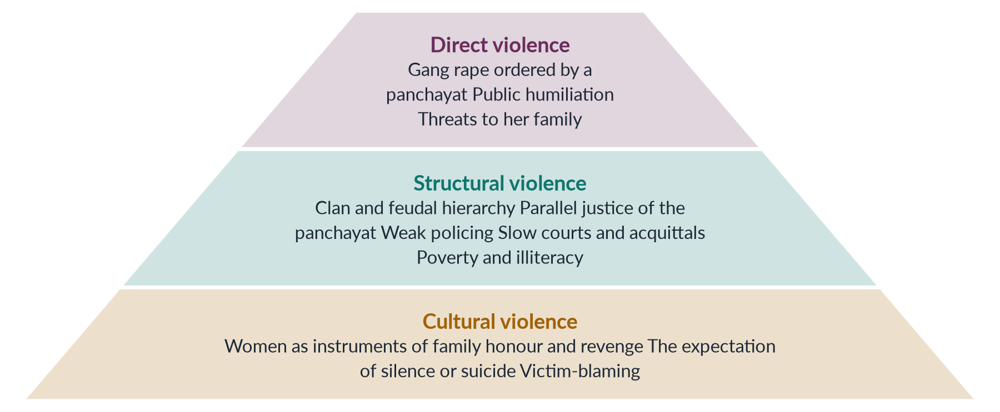 Direct violence
Gang rape ordered by a
panchayat Public humiliation
Threats to her family
Structural violence
Clan and feudal hierarchy Parallel justice of the
panchayat Weak policing Slow courts and acquittals
Poverty and illiteracy
Cultural violence
Women as instruments of family honour and revenge The expectation
of silence or suicide Victim-blaming